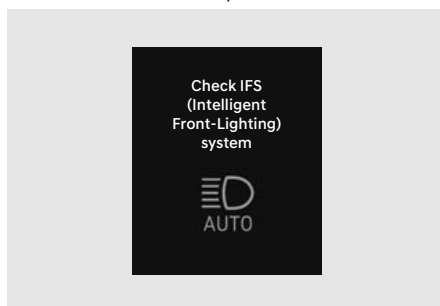 Check IFS
(Intelligent
Front-Lighting)
system
AUTO